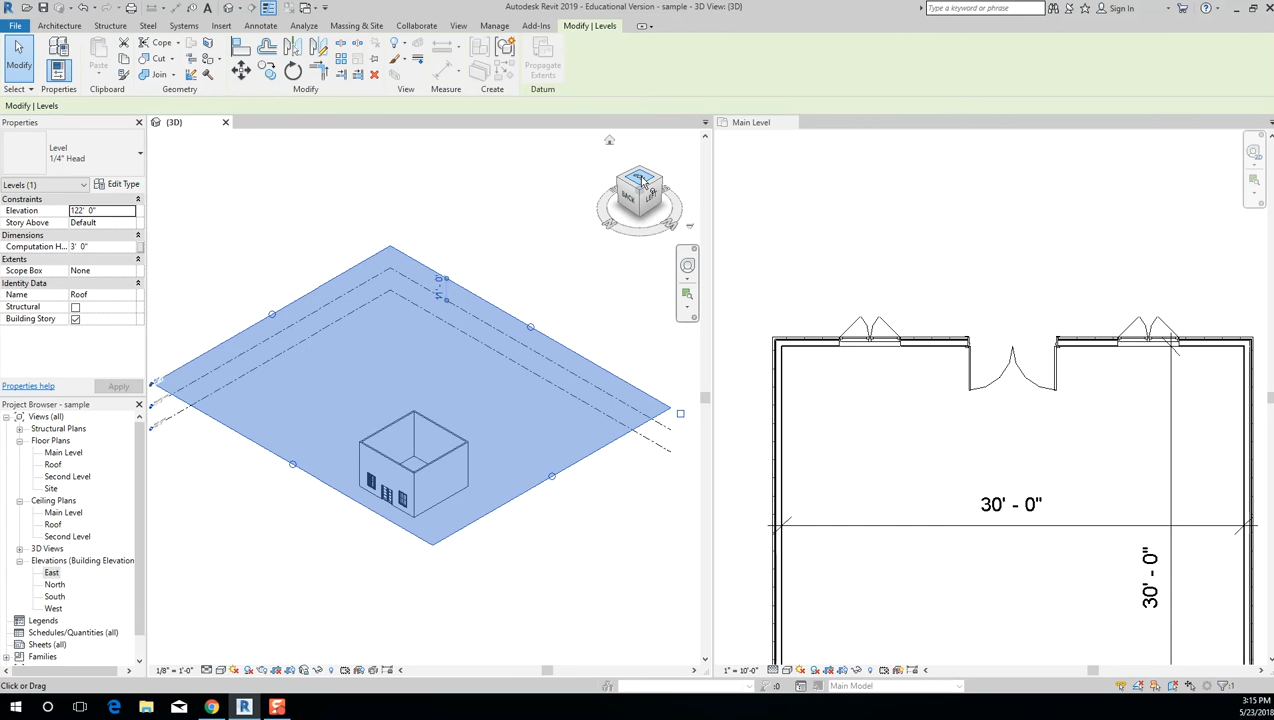 Autodesk Revit 2019 - Educational Version - sample - 3D View: {3D}
Type a keyword or phrase
Sign In
File Architecture Structure Steel Systems Insert Annotate Analyze Massing & Site Collaborate View Manage Add-Ins Modify | Levels
Modify
Properties
Paste
Cope
Cut
Join
Propagate
Extents
Select Properties Clipboard Geometry Modify View Measure Create Datum
Modify | Levels
Properties
{3D}
Main Level
Level
1/4" Head
Levels (1)
Edit Type
Constraints
Elevation 122' 0"
Story Above Default
Dimensions
Computation H... 3' 0"
Extents
Scope Box None
Identity Data
Name Roof
Structural
Building Story
Properties help
Apply
BACK
LEFT
11' - 0"
Project Browser - sample
Views (all)
Structural Plans
Floor Plans
Main Level
Roof
Second Level
Site
Ceiling Plans
Main Level
Roof
Second Level
3D Views
Elevations (Building Elevation
East
North
South
West
Legends
Schedules/Quantities (all)
Sheets (all)
Families
30' - 0"
30' - 0"
1/8" = 1'-0"
1" = 10'-0"
Click or Drag
:0
Main Model
:1
3:15 PM
5/23/2018